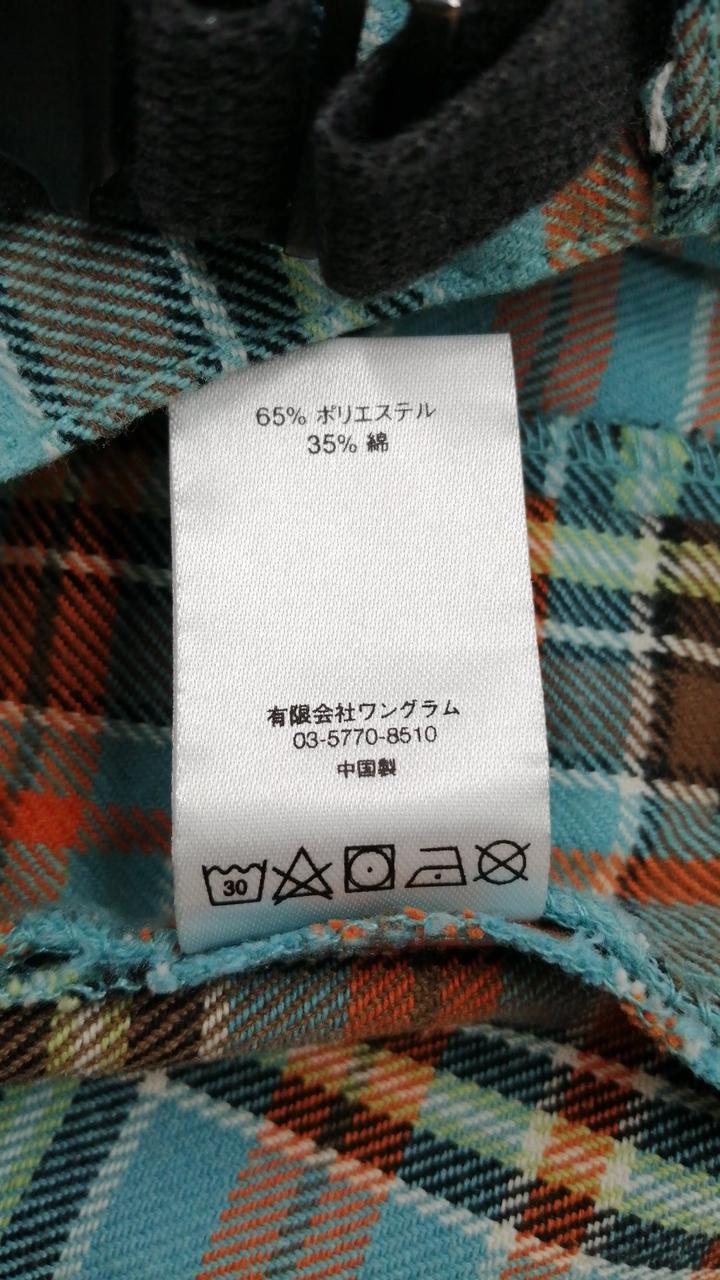 65% ポリエステル
35% 綿
有限会社ワングラム
03-5770-8510
中国製
30